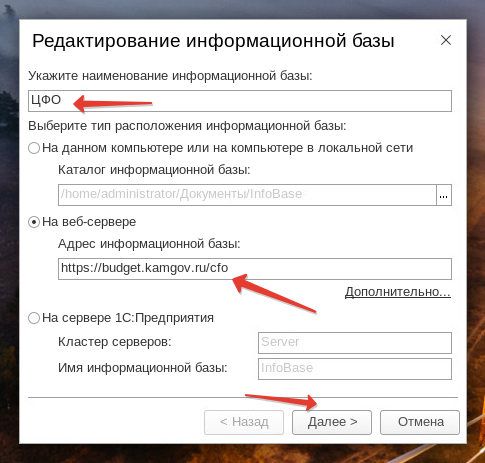 Редактирование информационной базы
Укажите наименование информационной базы:
ЦФО
Выберите тип расположения информационной базы:
На данном компьютере или на компьютере в локальной сети
Каталог информационной базы:
/home/administrator/Документы/InfoBase
...
На веб-сервере
Адрес информационной базы:
https://budget.kamgov.ru/cfo
Дополнительно...
На сервере 1С:Предприятия
Кластер серверов:
Server
Имя информационной базы:
InfoBase
< Назад
Далее >
Отмена